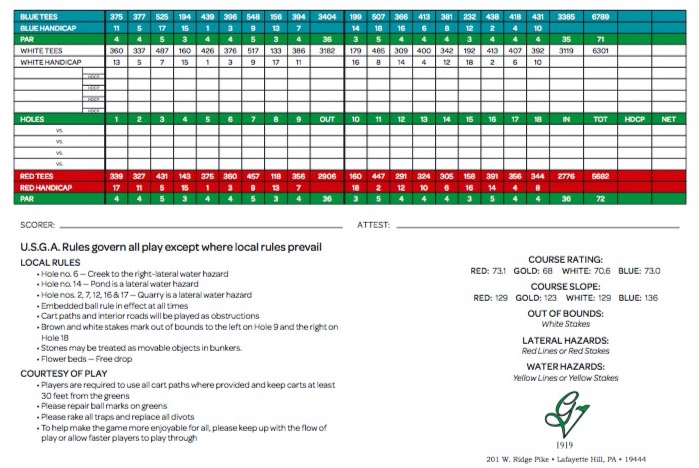 BLUE TEES 375 377 525 194 439 396 548 156 394 3404 199 507 366 413 381 232 438 418 431 3385 6789
BLUE HANDICAP 11 5 17 15 1 3 9 13 7 14 18 16 6 8 12 2 4 10
PAR 4 4 5 3 4 4 5 3 4 36 3 5 4 4 4 3 4 4 4 35 71
WHITE TEES 360 337 487 160 426 376 517 133 386 3182 179 485 309 400 342 192 413 407 392 3119 6301
WHITE HANDICAP 13 5 7 15 1 3 9 17 11 16 8 14 4 12 18 2 6 10
HDCP
HDCP
HDCP
HDCP
HOLES 1 2 3 4 5 6 7 8 9 OUT 10 11 12 13 14 15 16 17 18 IN TOT HDCP NET
VS.
VS.
VS.
VS.
RED TEES 339 327 431 143 375 360 457 118 356 2906 160 447 291 324 305 158 391 356 344 2776 5682
RED HANDICAP 17 11 5 15 1 3 9 13 7 18 2 12 10 6 16 14 4 8
PAR 4 4 5 3 4 4 5 3 4 36 3 5 4 4 4 3 5 4 4 36 72
SCORER: ATTEST:
U.S.G.A. Rules govern all play except where local rules prevail
LOCAL RULES
• Hole no. 6 — Creek to the right-lateral water hazard
• Hole no. 14 — Pond is a lateral water hazard
• Hole nos. 2, 7, 12, 16 & 17 — Quarry is a lateral water hazard
• Embedded ball rule in effect at all times
• Cart paths and interior roads will be played as obstructions
• Brown and white stakes mark out of bounds to the left on Hole 9 and the right on
Hole 18
• Stones may be treated as movable objects in bunkers.
• Flower beds — Free drop
COURTESY OF PLAY
• Players are required to use all cart paths where provided and keep carts at least
30 feet from the greens
• Please repair ball marks on greens
• Please rake all traps and replace all divots
• To help make the game more enjoyable for all, please keep up with the flow of
play or allow faster players to play through
COURSE RATING:
RED: 73.1 GOLD: 68 WHITE: 70.6 BLUE: 73.0
COURSE SLOPE:
RED: 129 GOLD: 123 WHITE: 129 BLUE: 136
OUT OF BOUNDS:
White Stakes
LATERAL HAZARDS:
Red Lines or Red Stakes
WATER HAZARDS:
Yellow Lines or Yellow Stakes
GV
1919
201 W. Ridge Pike • Lafayette Hill, PA • 19444